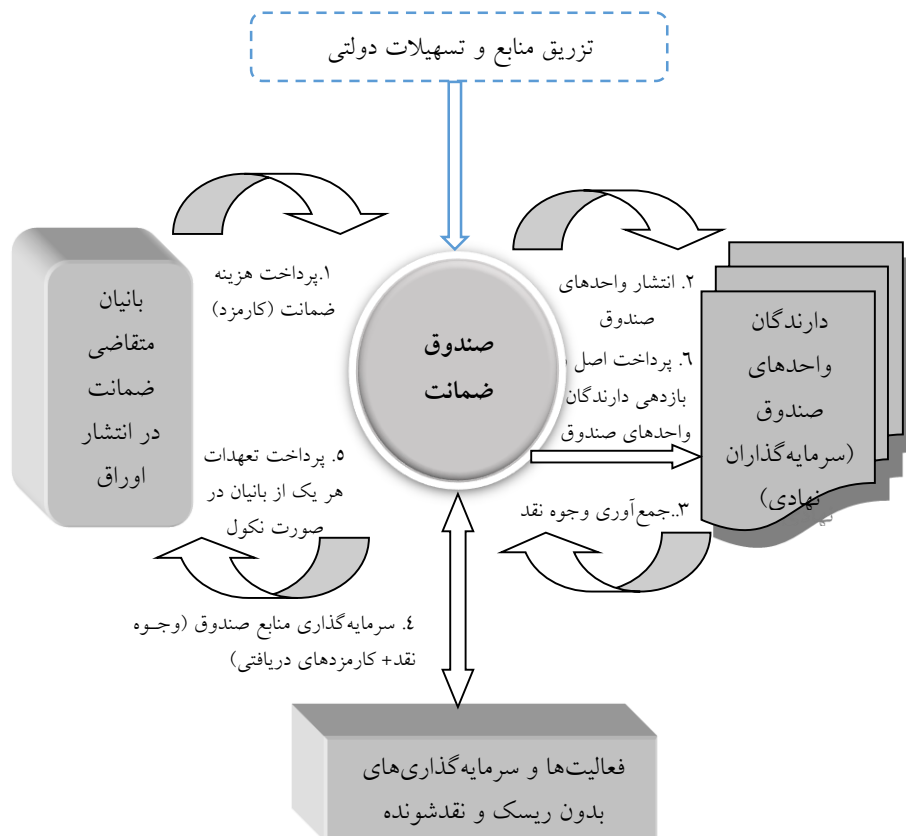 تزریق منابع و تسهیلات دولتی
۱.پرداخت هزینه
ضمانت (کارمزد)
بانیان
متقاضی
ضمانت
در انتشار
اوراق
صندوق
ضمانت
۲. انتشار واحدهای
صندوق
۶. پرداخت اصل
بازدهی دارندگان
واحدهای صندوق
دارندگان
واحدهای
صندوق
(سرمایه‌گذاران
نهادی)
۳..جمع‌آوری وجوه نقد
۵. پرداخت تعهدات
هر یک از بانیان در
صورت نکول
۴. سرمایه‌گذاری منابع صندوق (وجـوه
نقد+ کارمزدهای دریافتی)
فعالیت‌ها و سرمایه‌گذاری‌های
بدون ریسک و نقدشونده